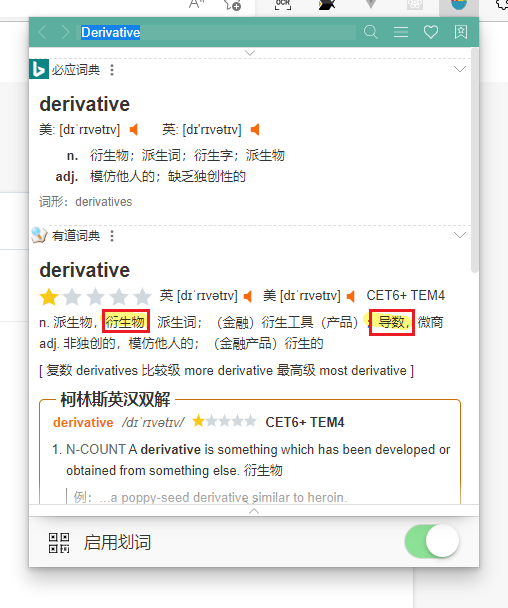 OCR
Derivative
必应词典
derivative
美: [dɪˈrɪvətɪv] 英: [dɪ'rɪvətɪv]
n. 衍生物；派生词；衍生字；派生物
adj. 模仿他人的；缺乏独创性的
词形：derivatives
有道词典
derivative
英 [dɪˈrɪvətɪv] 美 [dɪˈrɪvətɪv] CET6+ TEM4
n. 派生物，衍生物 派生词；（金融）衍生工具（产品）；导数，微商
adj. 非独创的，模仿他人的；（金融产品）衍生的
[ 复数 derivatives 比较级 more derivative 最高级 most derivative ]
柯林斯英汉双解
derivative /dɪˈrɪvətɪv/ CET6+ TEM4
1. N-COUNT A derivative is something which has been developed or
obtained from something else. 衍生物
例：...a poppy-seed derivative similar to heroin.
启用划词